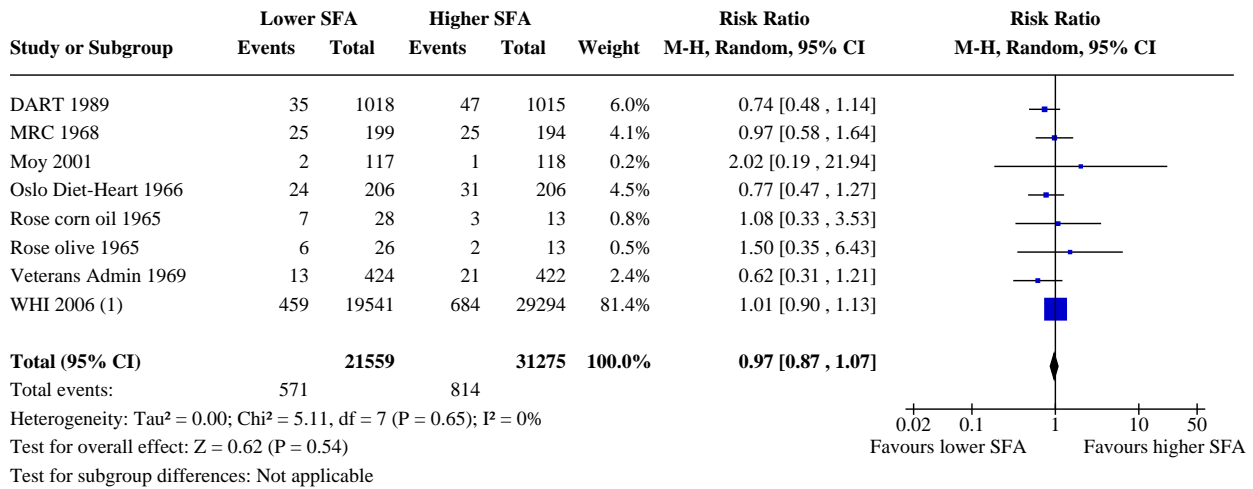 Lower SFA Higher SFA Risk Ratio Risk Ratio
Study or Subgroup Events Total Events Total Weight M-H, Random, 95% CI M-H, Random, 95% CI
DART 1989 35 1018 47 1015 6.0% 0.74 [0.48 , 1.14]
MRC 1968 25 199 25 194 4.1% 0.97 [0.58 , 1.64]
Moy 2001 2 117 1 118 0.2% 2.02 [0.19 , 21.94]
Oslo Diet-Heart 1966 24 206 31 206 4.5% 0.77 [0.47 , 1.27]
Rose corn oil 1965 7 28 3 13 0.8% 1.08 [0.33 , 3.53]
Rose olive 1965 6 26 2 13 0.5% 1.50 [0.35 , 6.43]
Veterans Admin 1969 13 424 21 422 2.4% 0.62 [0.31 , 1.21]
WHI 2006 (1) 459 19541 684 29294 81.4% 1.01 [0.90 , 1.13]
Total (95% CI) 21559 31275 100.0% 0.97 [0.87 , 1.07]
Total events: 571 814
Heterogeneity: Tau² = 0.00; Chi² = 5.11, df = 7 (P = 0.65); I² = 0%
0.02 0.1 1 10 50
Test for overall effect: Z = 0.62 (P = 0.54)
Favours lower SFA Favours higher SFA
Test for subgroup differences: Not applicable